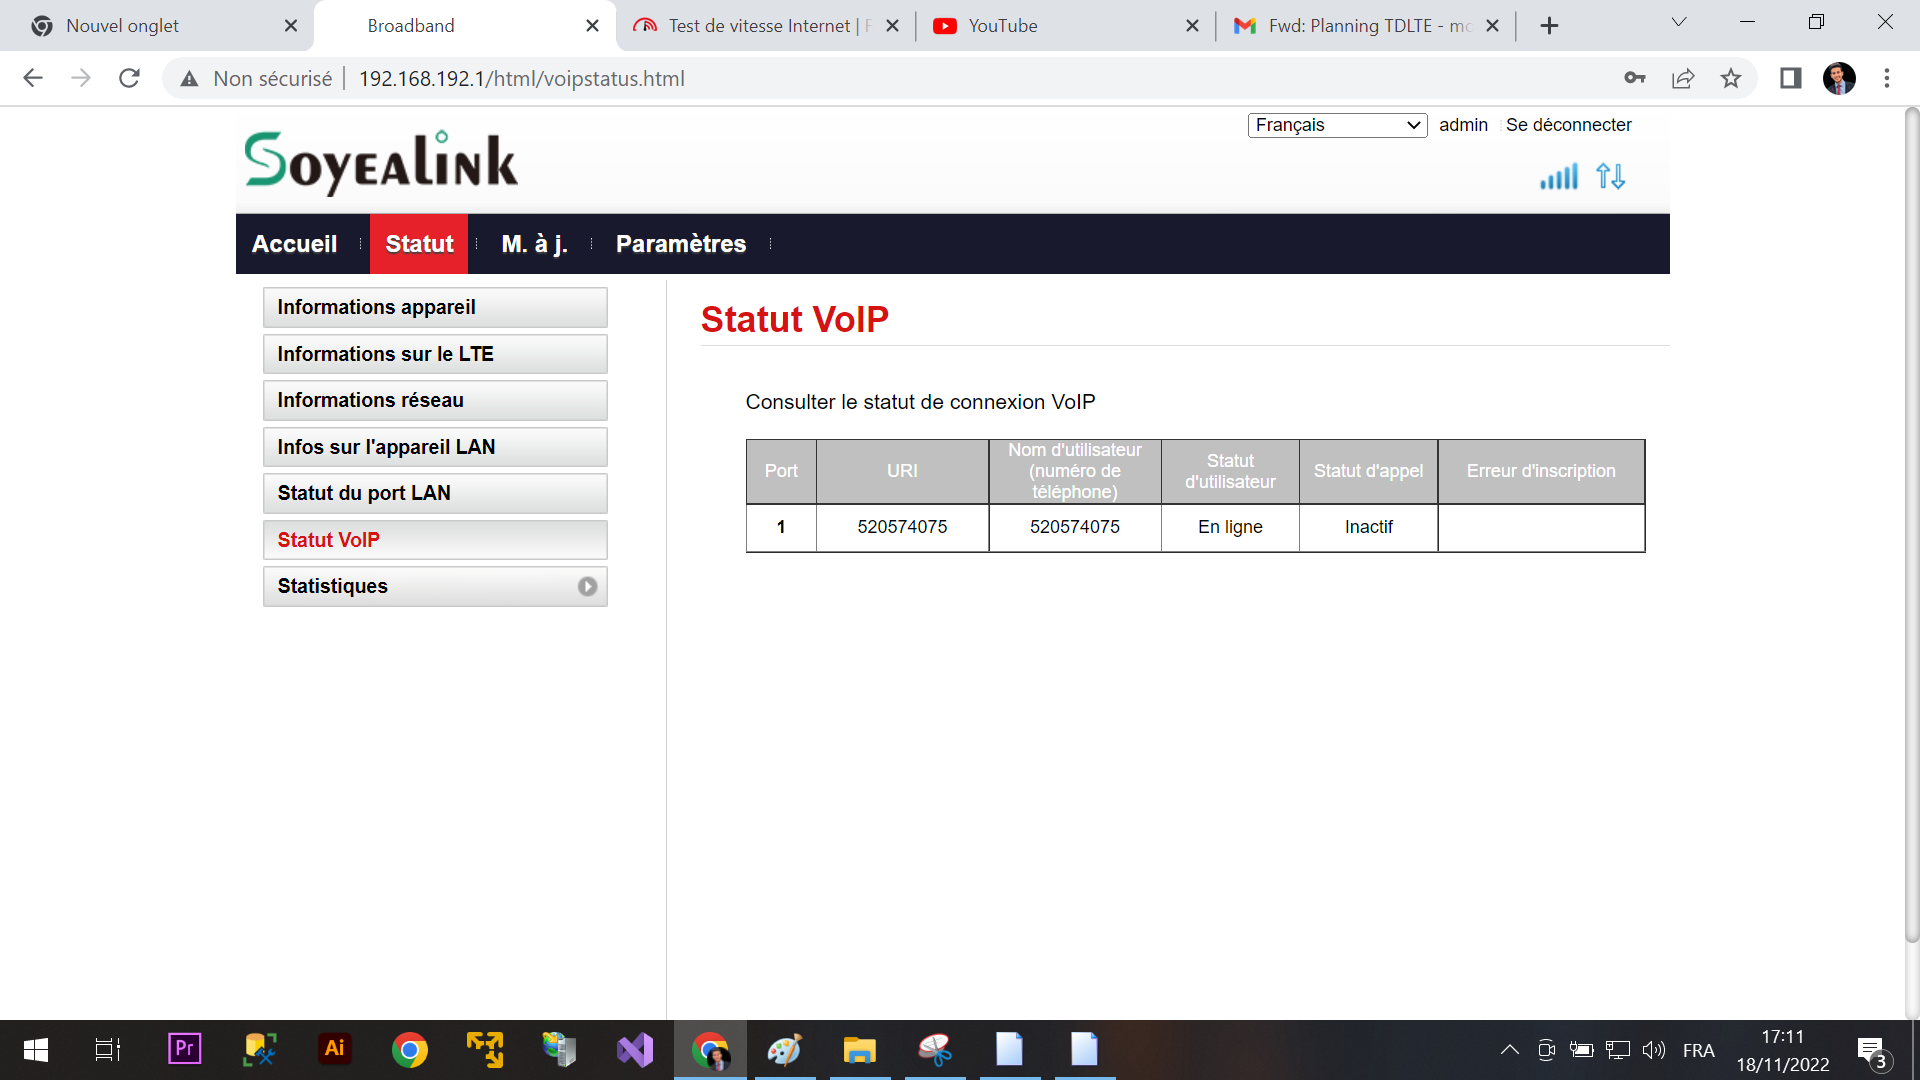 Nouvel onglet
Broadband
Test de vitesse Internet |
YouTube
Fwd: Planning TDLTE -
Non sécurisé
192.168.192.1/html/voipstatus.html
Français
admin
Se déconnecter
SOYEALINK
Accueil
Statut
M. à j.
Paramètres
Informations appareil
Informations sur le LTE
Informations réseau
Infos sur l'appareil LAN
Statut du port LAN
Statut VoIP
Statistiques
Statut VoIP
Consulter le statut de connexion VoIP
Port
URI
Nom d'utilisateur
(numéro de
téléphone)
Statut
d'utilisateur
Statut d'appel
Erreur d'inscription
1
520574075
520574075
En ligne
Inactif
Pr
Ai
FRA
17:11
18/11/2022
3